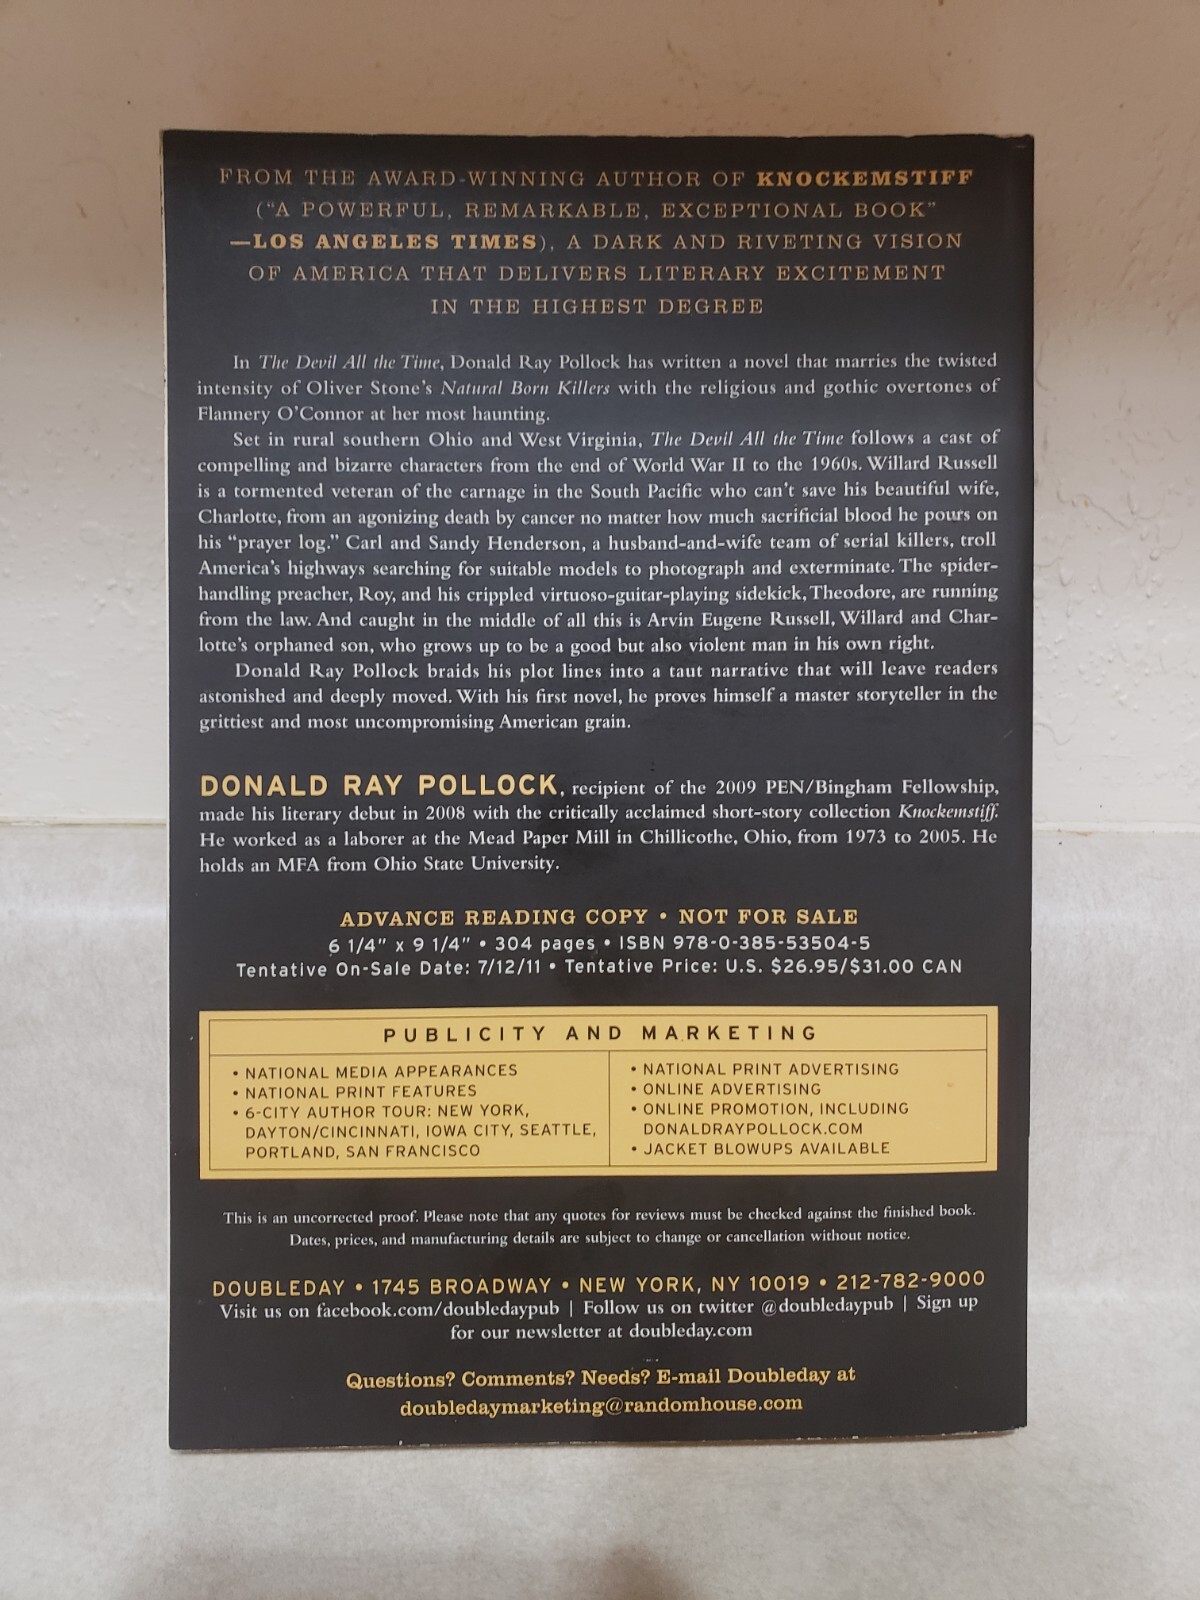 FROM THE AWARD-WINNING AUTHOR OF KNOCKEMSTIFF
("A POWERFUL, REMARKABLE, EXCEPTIONAL BOOK"
—LOS ANGELES TIMES), A DARK AND RIVETING VISION
OF AMERICA THAT DELIVERS LITERARY EXCITEMENT
IN THE HIGHEST DEGREE
In The Devil All the Time, Donald Ray Pollock has written a novel that marries the twisted
intensity of Oliver Stone's Natural Born Killers with the religious and gothic overtones of
Flannery O'Connor at her most haunting.
Set in rural southern Ohio and West Virginia, The Devil All the Time follows a cast of
compelling and bizarre characters from the end of World War II to the 1960s. Willard Russell
is a tormented veteran of the carnage in the South Pacific who can't save his beautiful wife,
Charlotte, from an agonizing death by cancer no matter how much sacrificial blood he pours on
his "prayer log." Carl and Sandy Henderson, a husband-and-wife team of serial killers, troll
America's highways searching for suitable models to photograph and exterminate. The spider-
handling preacher, Roy, and his crippled virtuoso-guitar-playing sidekick, Theodore, are running
from the law. And caught in the middle of all this is Arvin Eugene Russell, Willard and Char-
lotte's orphaned son, who grows up to be a good but also violent man in his own right.
Donald Ray Pollock braids his plot lines into a taut narrative that will leave readers
astonished and deeply moved. With his first novel, he proves himself a master storyteller in the
grittiest and most uncompromising American grain.
DONALD RAY POLLOCK, recipient of the 2009 PEN/Bingham Fellowship,
made his literary debut in 2008 with the critically acclaimed short-story collection Knockemstiff.
He worked as a laborer at the Mead Paper Mill in Chillicothe, Ohio, from 1973 to 2005. He
holds an MFA from Ohio State University.
ADVANCE READING COPY • NOT FOR SALE
6 1/4" x 9 1/4" • 304 pages • ISBN 978-0-385-53504-5
Tentative On-Sale Date: 7/12/11 • Tentative Price: U.S. $26.95/$31.00 CAN
PUBLICITY AND MARKETING
• NATIONAL MEDIA APPEARANCES
• NATIONAL PRINT FEATURES
• 6-CITY AUTHOR TOUR: NEW YORK,
DAYTON/CINCINNATI, IOWA CITY, SEATTLE,
PORTLAND, SAN FRANCISCO
• NATIONAL PRINT ADVERTISING
• ONLINE ADVERTISING
• ONLINE PROMOTION, INCLUDING
DONALDRAYPOLLOCK.COM
• JACKET BLOWUPS AVAILABLE
This is an uncorrected proof. Please note that any quotes for reviews must be checked against the finished book.
Dates, prices, and manufacturing details are subject to change or cancellation without notice.
DOUBLEDAY • 1745 BROADWAY • NEW YORK, NY 10019 • 212-782-9000
Visit us on facebook.com/doubledaypub | Follow us on twitter @doubledaypub | Sign up
for our newsletter at doubleday.com
Questions? Comments? Needs? E-mail Doubleday at
doubledaymarketing@randomhouse.com